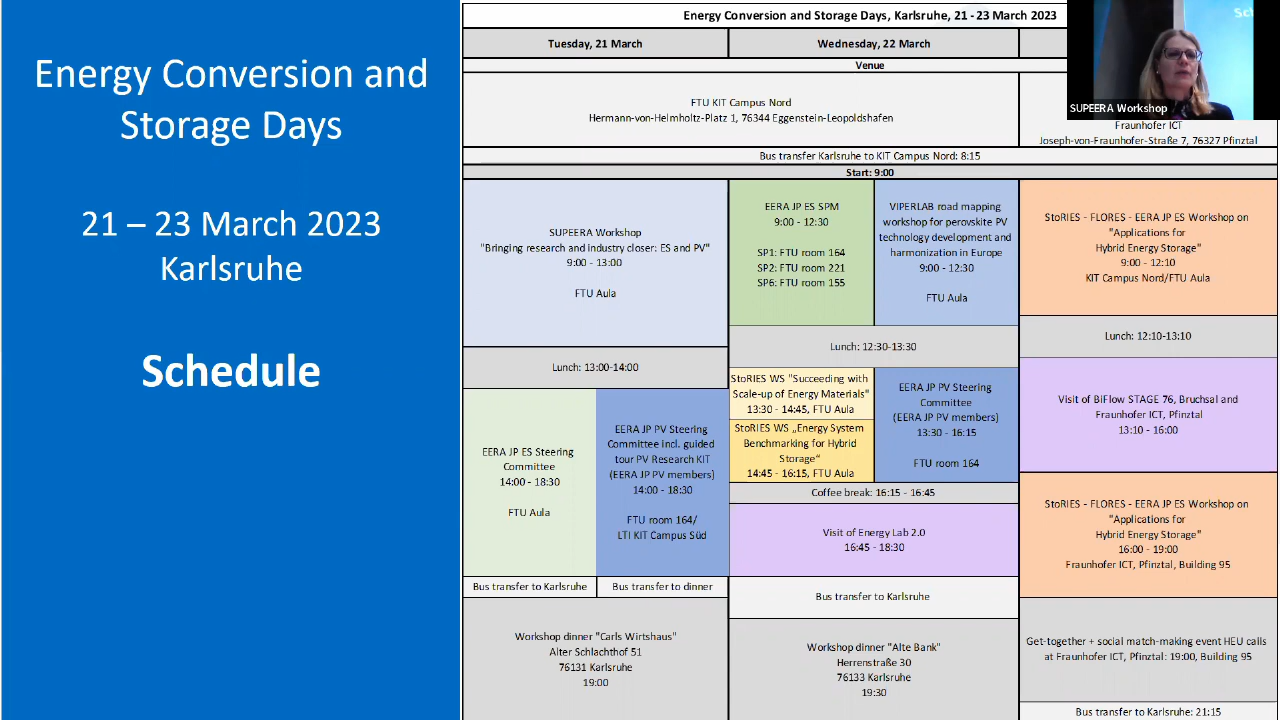 Energy Conversion and
Storage Days
21 – 23 March 2023
Karlsruhe
Schedule
Energy Conversion and Storage Days, Karlsruhe, 21 - 23 March 2023
Tuesday, 21 March
Wednesday, 22 March
Venue
FTU KIT Campus Nord
Hermann-von-Helmholtz-Platz 1, 76344 Eggenstein-Leopoldshafen
SUPEERA Workshop
Fraunhofer ICT
Joseph-von-Fraunhofer-Straße 7, 76327 Pfinztal
Bus transfer Karlsruhe to KIT Campus Nord: 8:15
Start: 9:00
SUPEERA Workshop
"Bringing research and industry closer: ES and PV"
9:00 - 13:00
FTU Aula
Lunch: 13:00-14:00
EERA JP ES Steering
Committee
14:00 - 18:30
FTU Aula
EERA JP PV Steering
Committee incl. guided
tour PV Research KIT
(EERA JP PV members)
14:00 - 18:30
FTU room 164/
LTI KIT Campus Süd
Bus transfer to Karlsruhe
Bus transfer to dinner
Workshop dinner "Carls Wirtshaus"
Alter Schlachthof 51
76131 Karlsruhe
19:00
EERA JP ES SPM
9:00 - 12:30
SP1: FTU room 164
SP2: FTU room 221
SP6: FTU room 155
VIPERLAB road mapping
workshop for perovskite PV
technology development and
harmonization in Europe
9:00 - 12:30
FTU Aula
Lunch: 12:30-13:30
StoRIES WS "Succeeding with
Scale-up of Energy Materials"
13:30 - 14:45, FTU Aula
StoRIES WS „Energy System
Benchmarking for Hybrid
Storage“
14:45 - 16:15, FTU Aula
EERA JP PV Steering
Committee
(EERA JP PV members)
13:30 - 16:15
FTU room 164
Coffee break: 16:15 - 16:45
Visit of Energy Lab 2.0
16:45 - 18:30
Bus transfer to Karlsruhe
Workshop dinner "Alte Bank"
Herrenstraße 30
76133 Karlsruhe
19:30
StoRIES - FLORES - EERA JP ES Workshop on
"Applications for
Hybrid Energy Storage"
9:00 - 12:10
KIT Campus Nord/FTU Aula
Lunch: 12:10-13:10
Visit of BiFlow STAGE 76, Bruchsal and
Fraunhofer ICT, Pfinztal
13:10 - 16:00
StoRIES - FLORES - EERA JP ES Workshop on
"Applications for
Hybrid Energy Storage"
16:00 - 19:00
Fraunhofer ICT, Pfinztal, Building 95
Get-together + social match-making event HEU calls
at Fraunhofer ICT, Pfinztal: 19:00, Building 95
Bus transfer to Karlsruhe: 21:15